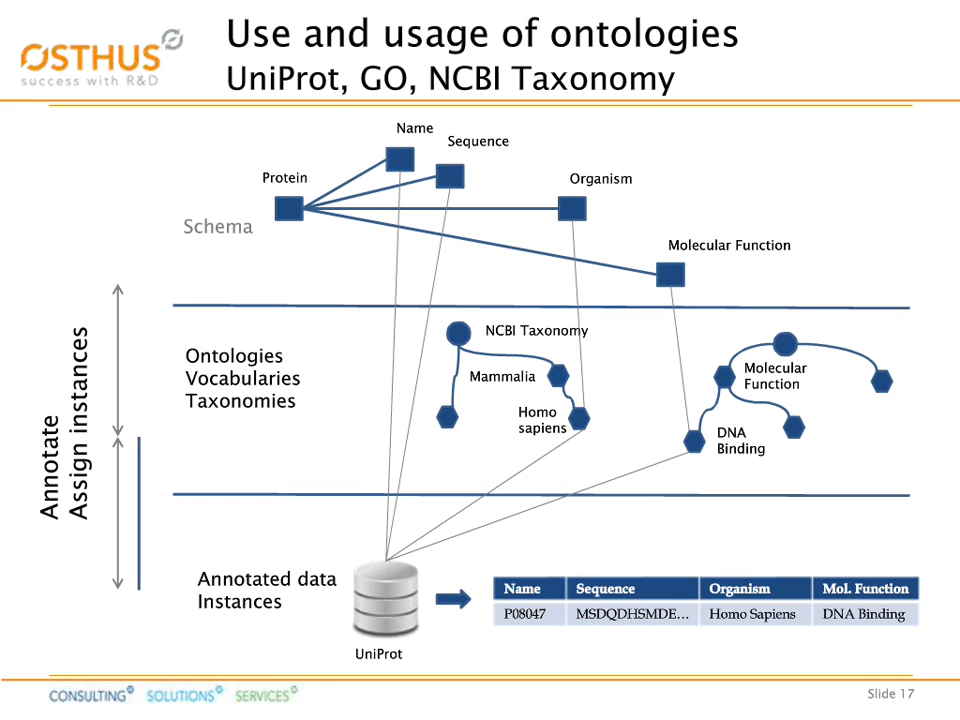 OSTHUS
success with R&D
Use and usage of ontologies
UniProt, GO, NCBI Taxonomy
Name
Sequence
Protein
Organism
Schema
Molecular Function
Annotate
Assign instances
Ontologies
Vocabularies
Taxonomies
NCBI Taxonomy
Mammalia
Homo
sapiens
Molecular
Function
DNA
Binding
Annotated data
Instances
UniProt
Name Sequence Organism Mol. Function
P08047 MSDQDHSMDE… Homo Sapiens DNA Binding
CONSULTING SOLUTIONS SERVICES
Slide 17